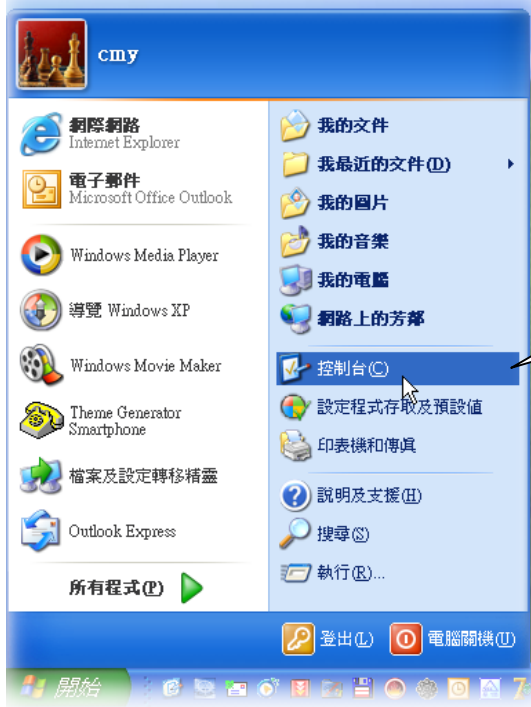 cmy
網際網路
Internet Explorer
電子郵件
Microsoft Office Outlook
Windows Media Player
導覽 Windows XP
Windows Movie Maker
Theme Generator
Smartphone
檔案及設定轉移精靈
Outlook Express
所有程式(P)
我的文件
我最近的文件(D)
我的圖片
我的音樂
我的電腦
網路上的芳鄰
控制台(C)
設定程式存取及預設值
印表機和傳真
說明及支援(H)
搜尋(S)
執行(R)...
登出(L)
電腦關機(U)
開始